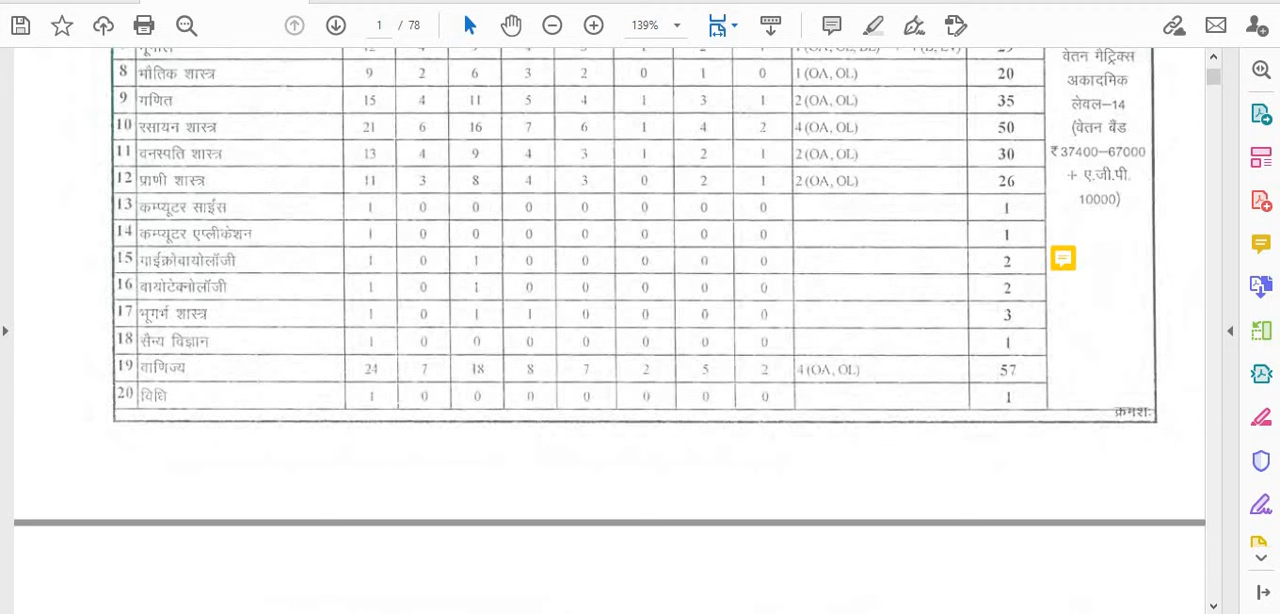 1 / 78 139%
वेतन मैट्रिक्स
8 भौतिक शास्त्र 9 2 6 3 2 0 1 0 1 (OA, OL) 20
अकादमिक
9 गणित 15 4 11 5 4 1 3 1 2 (OA, OL) 35
लेवल–14
10 रसायन शास्त्र 21 6 16 7 6 1 4 2 4 (OA, OL) 50
(वेतन बैंड
11 वनस्पति शास्त्र 13 4 9 4 3 1 2 1 2 (OA, OL) 30
₹ 37400–67000
12 प्राणी शास्त्र 11 3 8 4 3 0 2 1 2 (OA, OL) 26
+ ए.जी.पी.
10000)
13 कम्प्यूटर साईंस 1 0 0 0 0 0 0 0 1
14 कम्प्यूटर एप्लीकेशन 1 0 0 0 0 0 0 0 1
15 माईक्रोबायोलॉजी 1 0 1 0 0 0 0 0 2
16 बायोटेक्नोलॉजी 1 0 1 0 0 0 0 0 2
17 भूगर्भ शास्त्र 1 0 1 1 0 0 0 0 3
18 सैन्य विज्ञान 1 0 0 0 0 0 0 0 1
19 वाणिज्य 24 7 18 8 7 2 5 2 4 (OA, OL) 57
20 विधि 1 0 0 0 0 0 0 0 1
क्रमशः